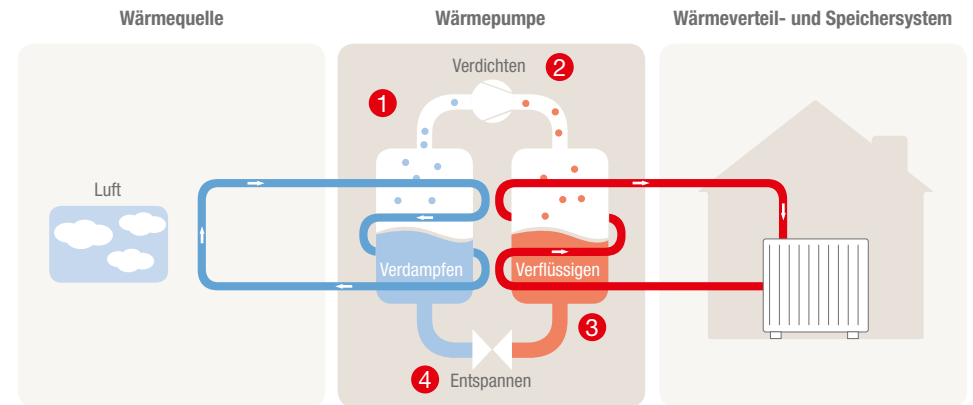 Wärmequelle
Wärmepumpe
Wärmeverteil- und Speichersystem
Verdichten
2
1
Luft
Verdampfen
Verflüssigen
3
4
Entspannen